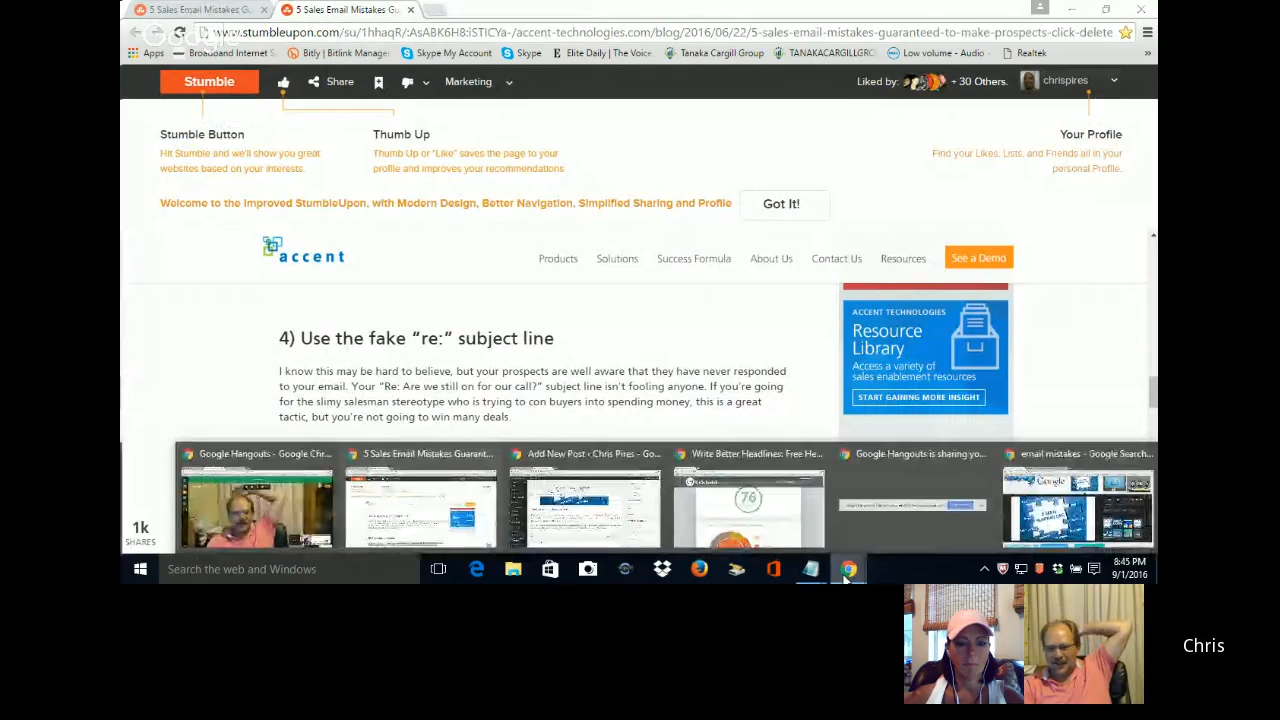 5 Sales Email Mistakes Gu...
5 Sales Email Mistakes Gu...
Google
www.stumbleupon.com/su/1hhaqR/:AsABK6H8:iSTICYa-/accent-technologies.com/blog/2016/06/22/5-sales-email-mistakes-guaranteed-to-make-prospects-click-delete
Apps
Broadband Internet S
Bitly | Bitlink Manager
Skype My Account
Skype
Elite Daily | The Voice
Tanaka Cargill Group
TANAKACARGILLGRC
Low volume - Audio
Realtek
Stumble
Share
Marketing
Liked by:
+ 30 Others.
chrispires
Stumble Button
Thumb Up
Your Profile
Hit Stumble and we'll show you great
websites based on your interests.
Thumb Up or "Like" saves the page to your
profile and improves your recommendations
Find your Likes, Lists, and Friends all in your
personal Profile.
Welcome to the Improved StumbleUpon, with Modern Design, Better Navigation, Simplified Sharing and Profile
Got It!
accent
Products
Solutions
Success Formula
About Us
Contact Us
Resources
See a Demo
4) Use the fake “re:” subject line
I know this may be hard to believe, but your prospects are well aware that they have never responded
to your email. Your “Re: Are we still on for our call?” subject line isn't fooling anyone. If you're going
for the slimy salesman stereotype who is trying to con buyers into spending money, this is a great
tactic, but you're not going to win many deals.
ACCENT TECHNOLOGIES
Resource
Library
Access a variety of
sales enablement resources
START GAINING MORE INSIGHT
1k
SHARES
Google Hangouts - Google Chr...
5 Sales Email Mistakes Guarant...
Add New Post ‹ Chris Pires - Go...
Write Better Headlines: Free He...
Google Hangouts is sharing yo...
email mistakes - Google Search...
76
Google
Search the web and Windows
8:45 PM
9/1/2016
Chris